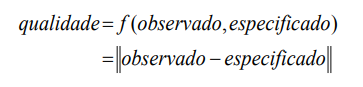 qualidade = f(observado, especificado)
= ‖observado − especificado‖